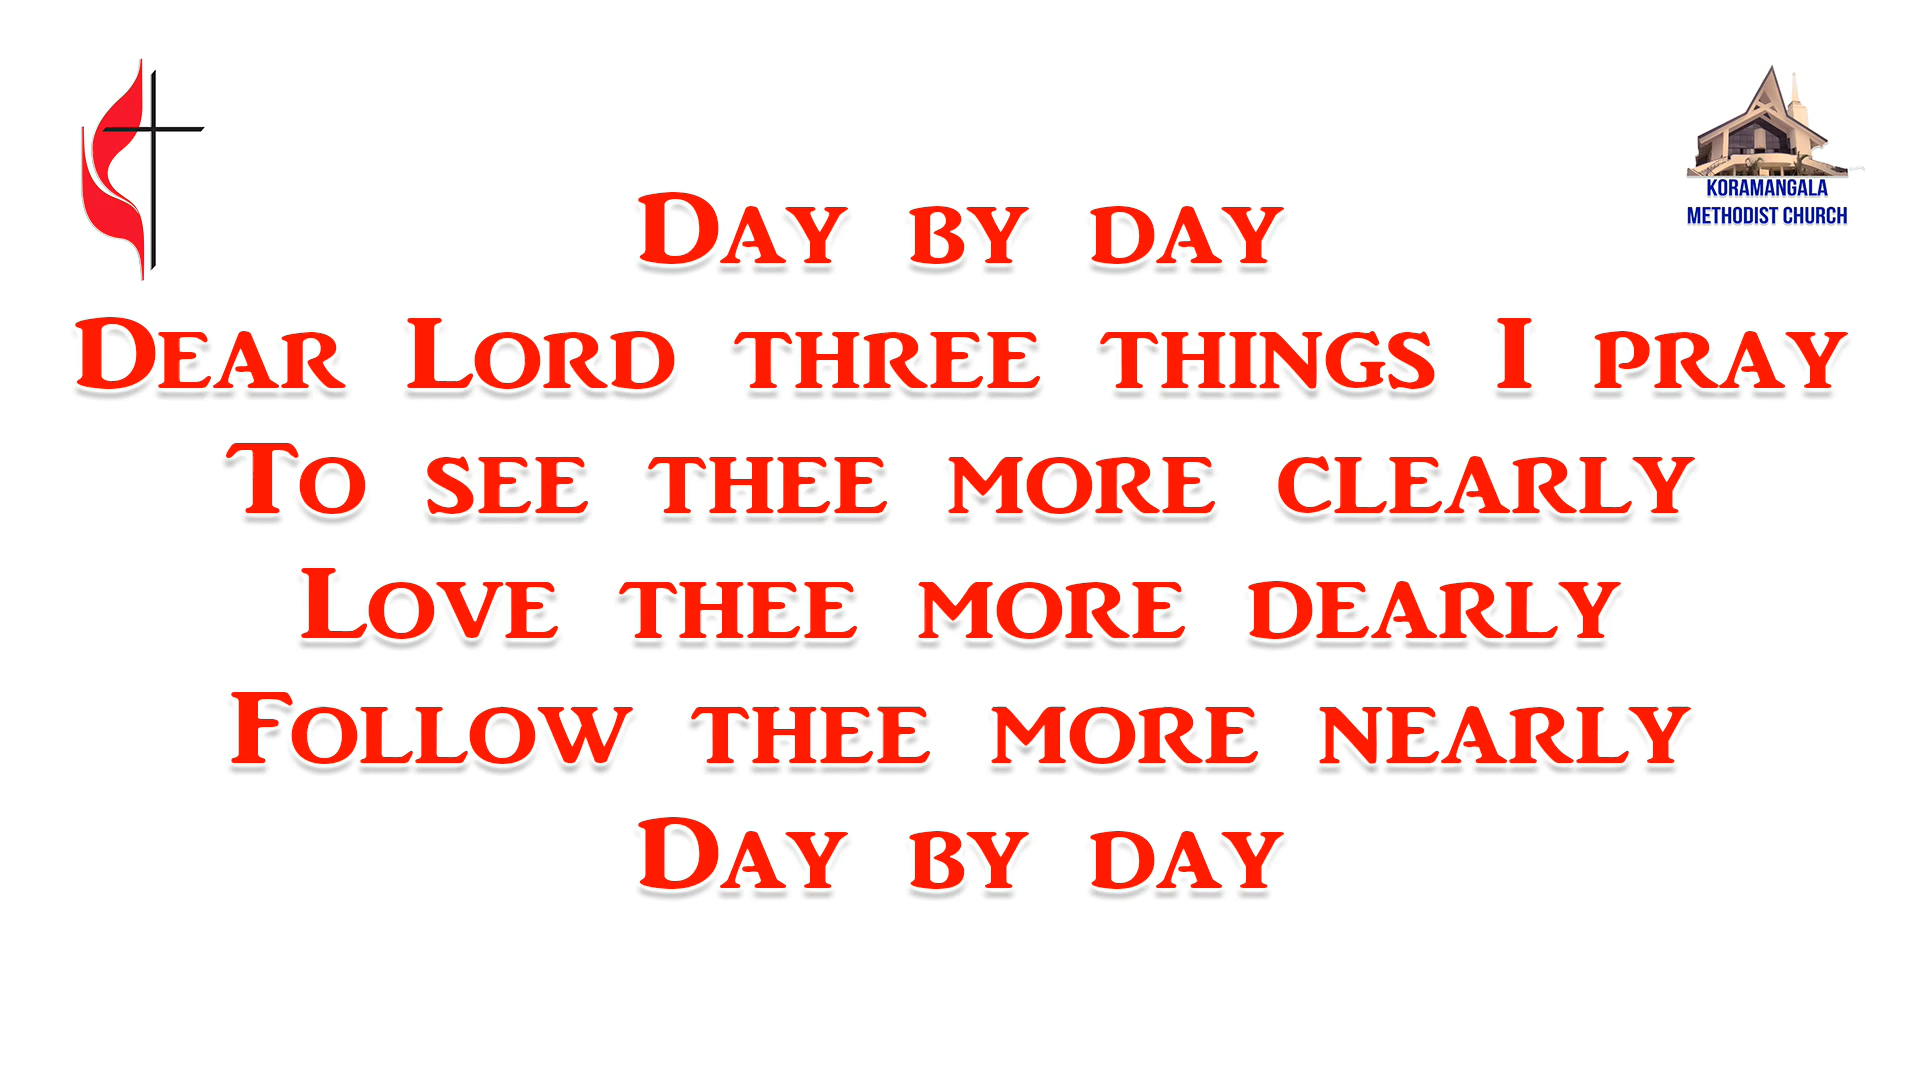 KORAMANGALA
METHODIST CHURCH
Day by day
Dear Lord three things I pray
To see thee more clearly
Love thee more dearly
Follow thee more nearly
Day by day